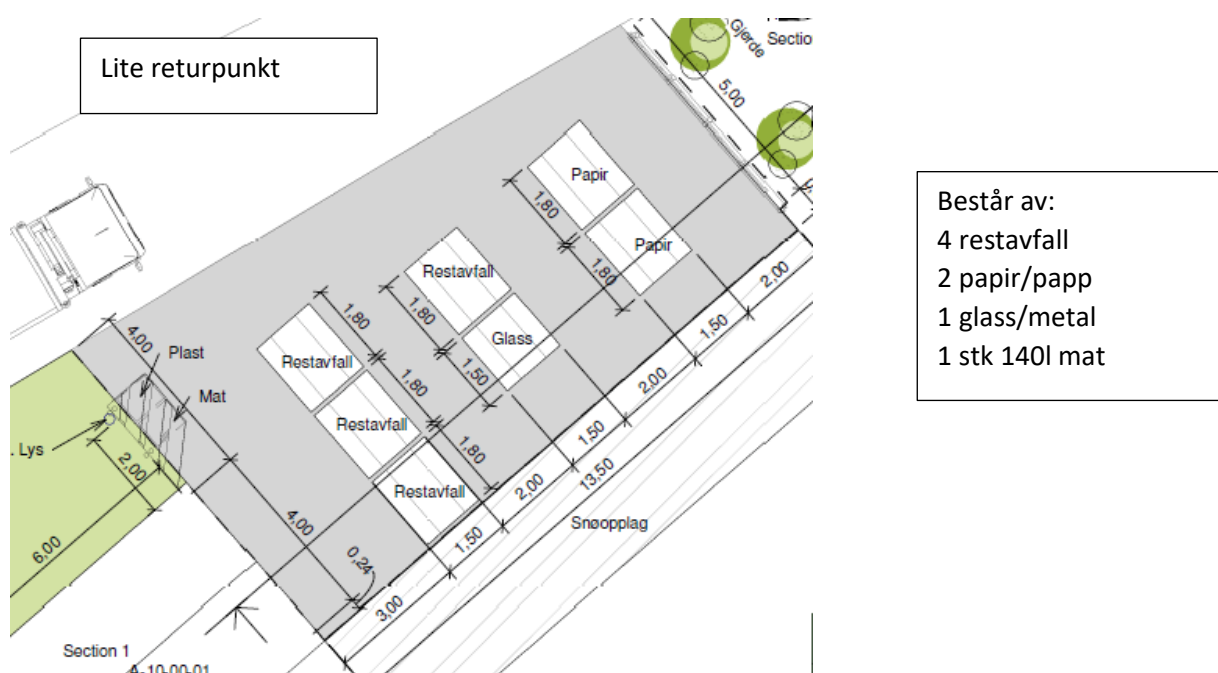 Lite returpunkt
Gjerde
Sectio
5,00
Papir
1,80
Papir
1,80
Restavfall
1,80
Glass
1,50
Restavfall
1,80
Restavfall
1,80
Restavfall
1,80
4,00
Plast
Mat
. Lys
2,00
6,00
4,00
0,24
3,00
1,50
2,00
1,50
2,00
1,50
2,00
13,50
Snøopplag
Section 1
A-10-00-01
Består av:
4 restavfall
2 papir/papp
1 glass/metal
1 stk 140l mat